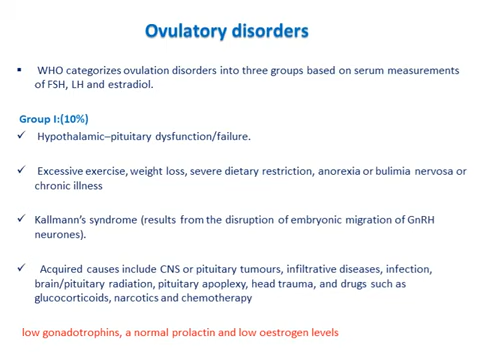 Ovulatory disorders
▪ WHO categorizes ovulation disorders into three groups based on serum measurements
of FSH, LH and estradiol.
Group I:(10%)
✓ Hypothalamic–pituitary dysfunction/failure.
✓ Excessive exercise, weight loss, severe dietary restriction, anorexia or bulimia nervosa or
chronic illness
✓ Kallmann's syndrome (results from the disruption of embryonic migration of GnRH
neurones).
✓ Acquired causes include CNS or pituitary tumours, infiltrative diseases, infection,
brain/pituitary radiation, pituitary apoplexy, head trauma, and drugs such as
glucocorticoids, narcotics and chemotherapy
low gonadotrophins, a normal prolactin and low oestrogen levels